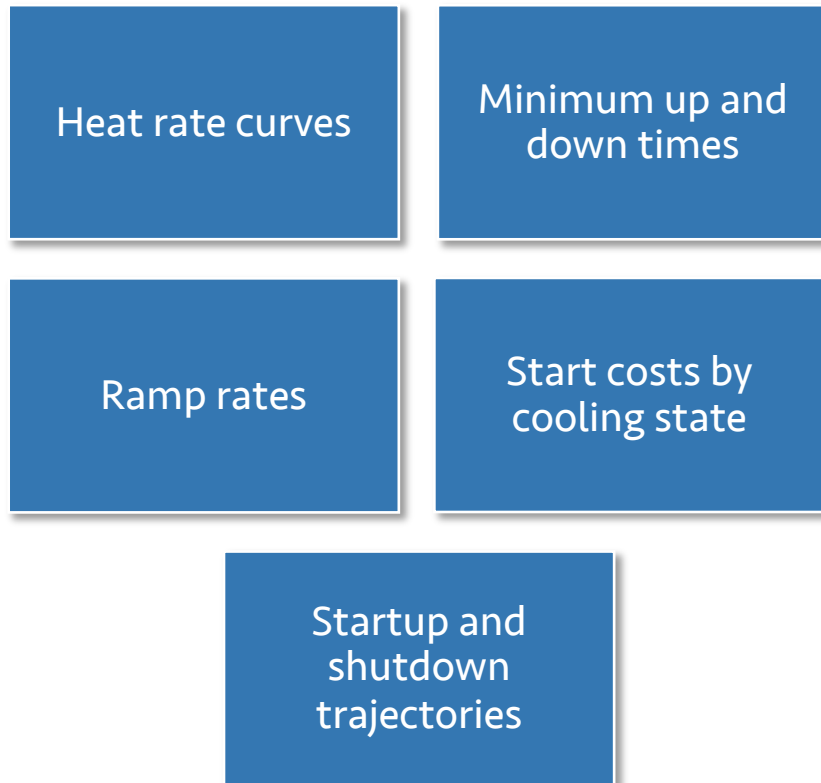 Heat rate curves
Minimum up and
down times
Ramp rates
Start costs by
cooling state
Startup and
shutdown
trajectories